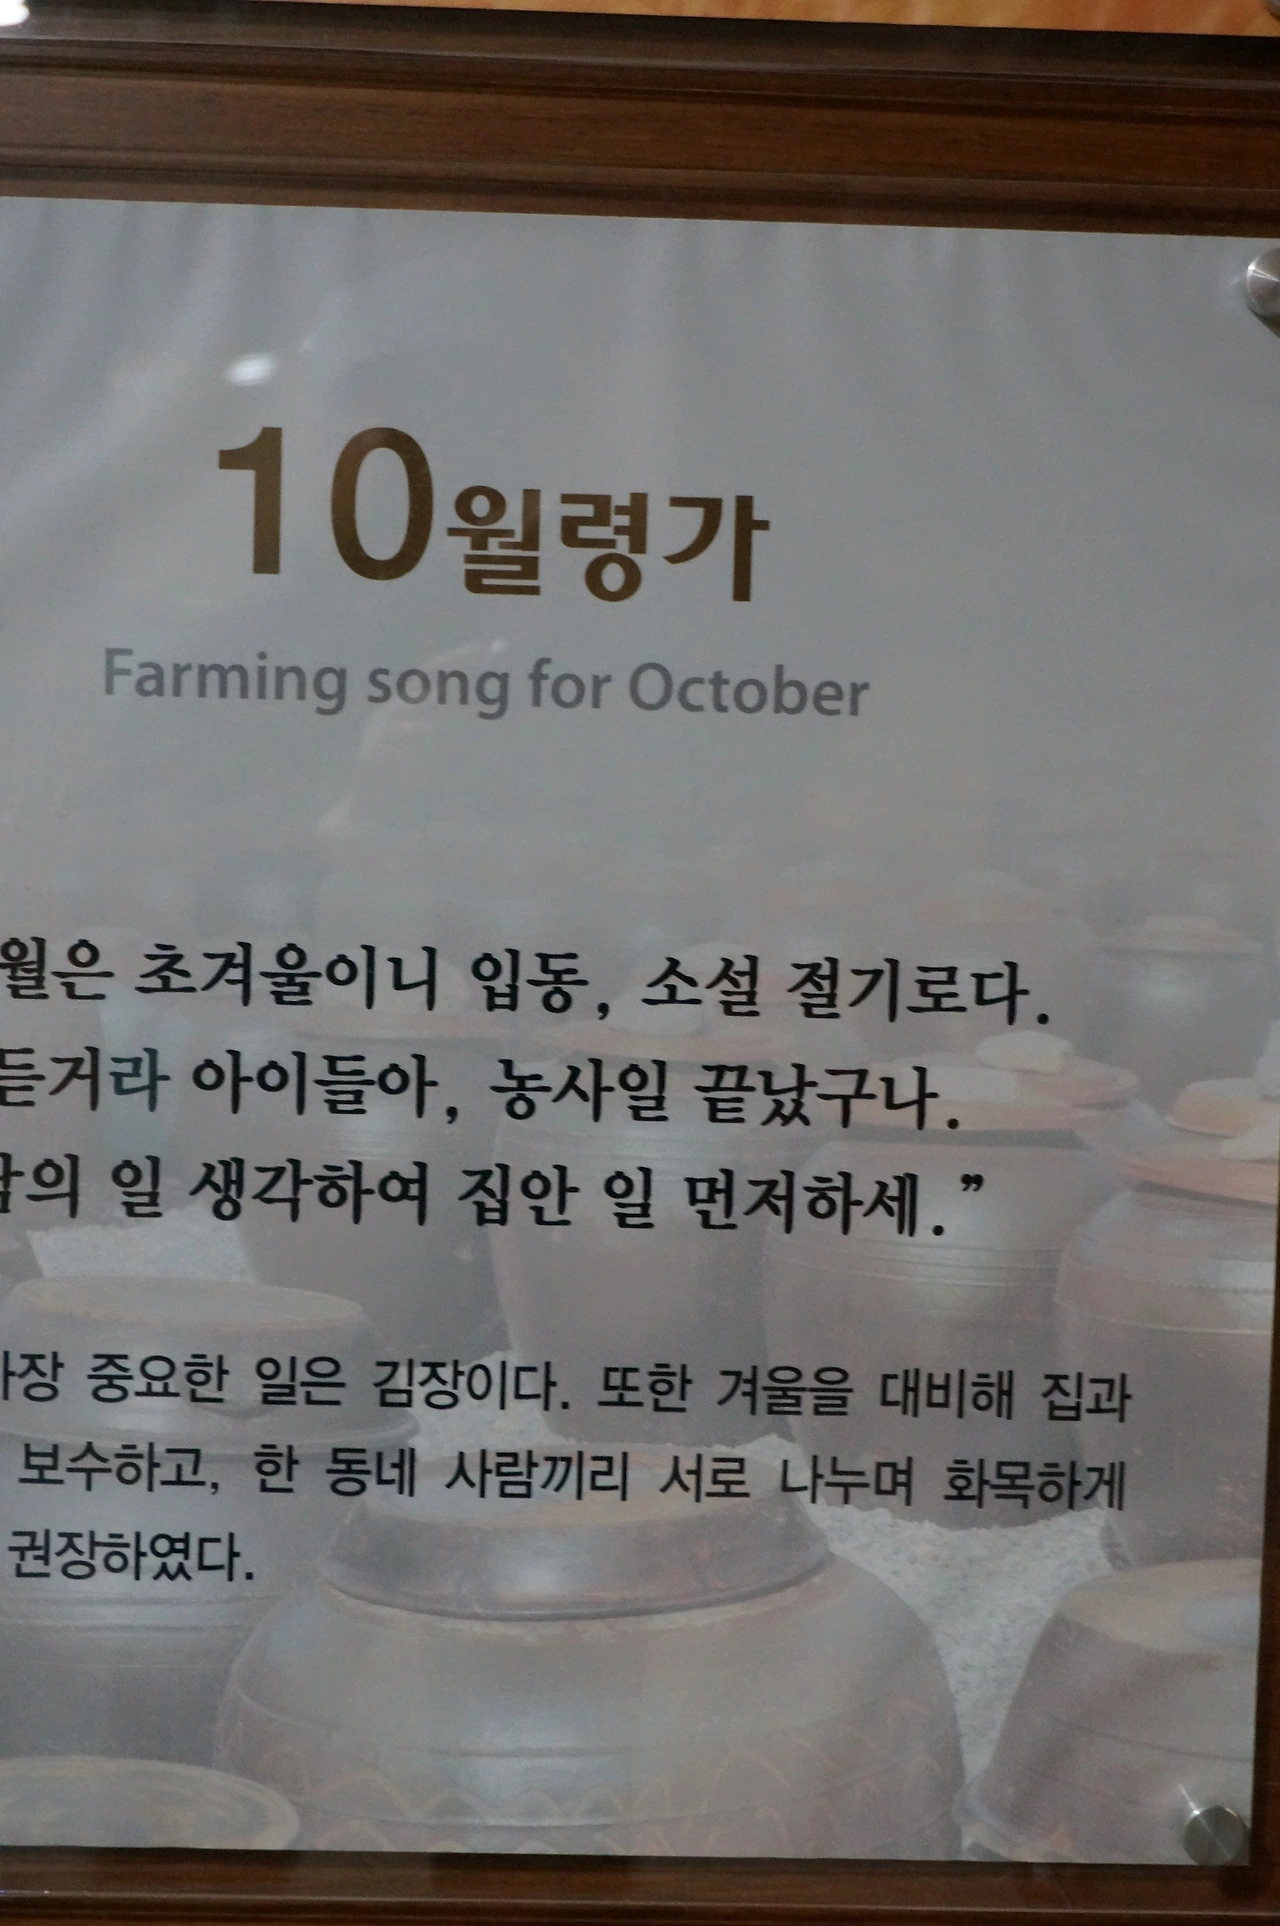 10월령가
Farming song for October
월은 초겨울이니 입동, 소설 절기로다.
듣거라 아이들아, 농사일 끝났구나.
일 생각하여 집안 일 먼저하세.”
중요한 일은 김장이다. 또한 겨울을 대비해 집과
보수하고, 한 동네 사람끼리 서로 나누며 화목하게
권장하였다.